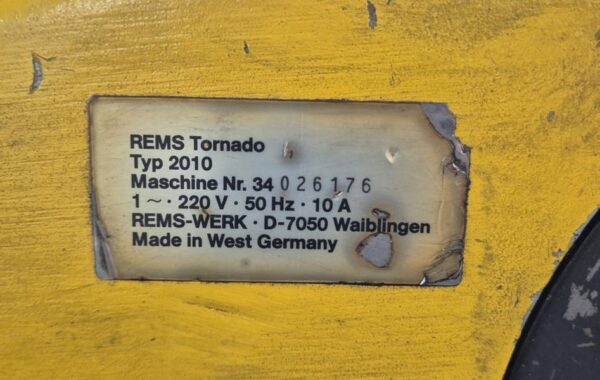 REMS Tornado
Typ 2010
Maschine Nr. 34 026176
1 ~ · 220 V · 50 Hz · 10 A
REMS-WERK · D-7050 Waiblingen
Made in West Germany